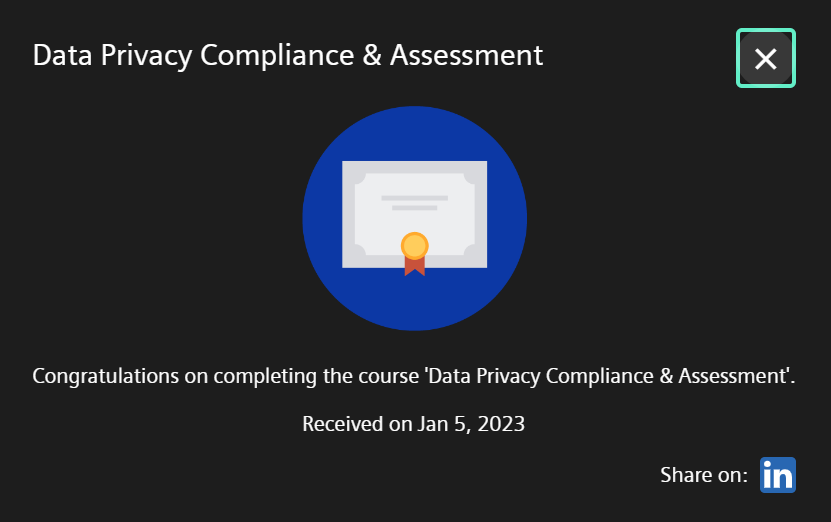 Data Privacy Compliance & Assessment
Congratulations on completing the course 'Data Privacy Compliance & Assessment'.
Received on Jan 5, 2023
Share on: in